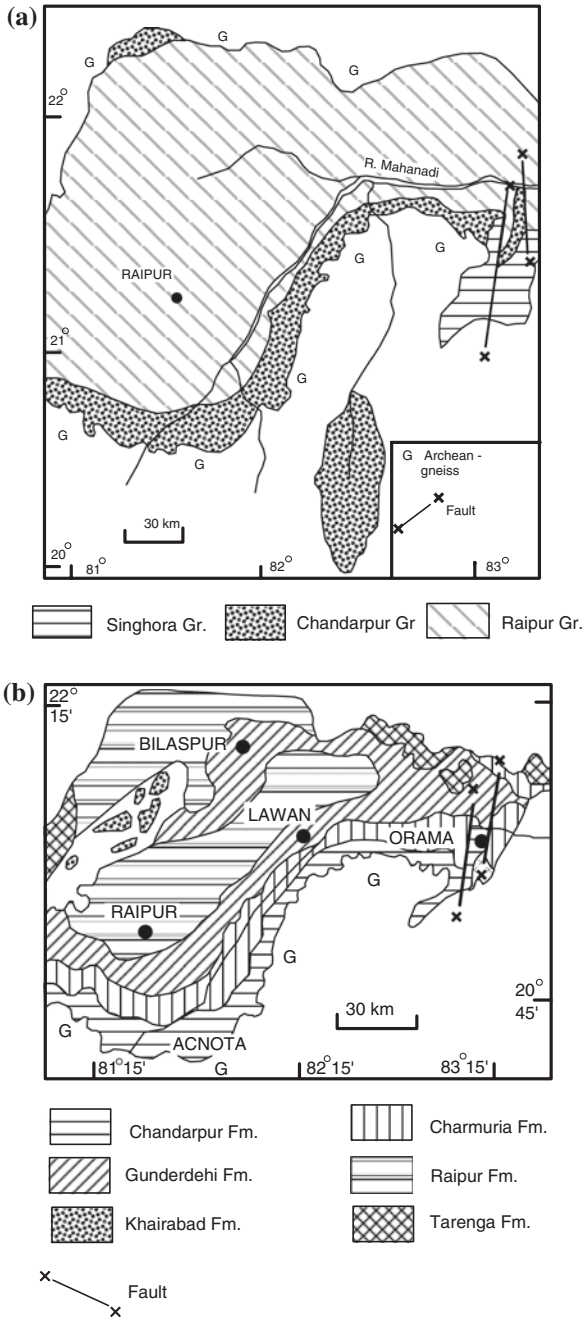 (a)
G
G
G
22°
R. Mahanadi
G
G
RAIPUR
21°
G
G
G
G Archean -
gneiss
Fault
30 km
20°
81°
82°
83°
Singhora Gr.
Chandarpur Gr
Raipur Gr.
(b)
22°
15'
BILASPUR
LAWAN
ORAMA
G
RAIPUR
G
20°
45'
30 km
G
ACNOTA
G
81° 15'
82° 15'
83° 15'
Chandarpur Fm.
Charmuria Fm.
Gunderdehi Fm.
Raipur Fm.
Khairabad Fm.
Tarenga Fm.
Fault